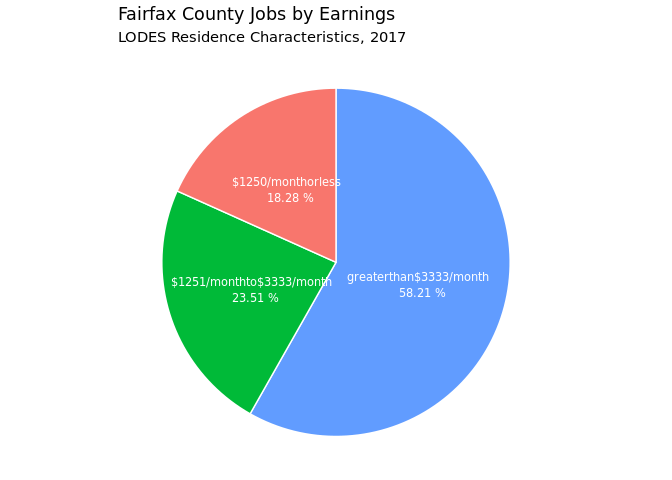 Fairfax County Jobs by Earnings
LODES Residence Characteristics, 2017
$1250/monthorless
18.28 %
$1251/monthto$3333/month
23.51 %
greaterthan$3333/month
58.21 %